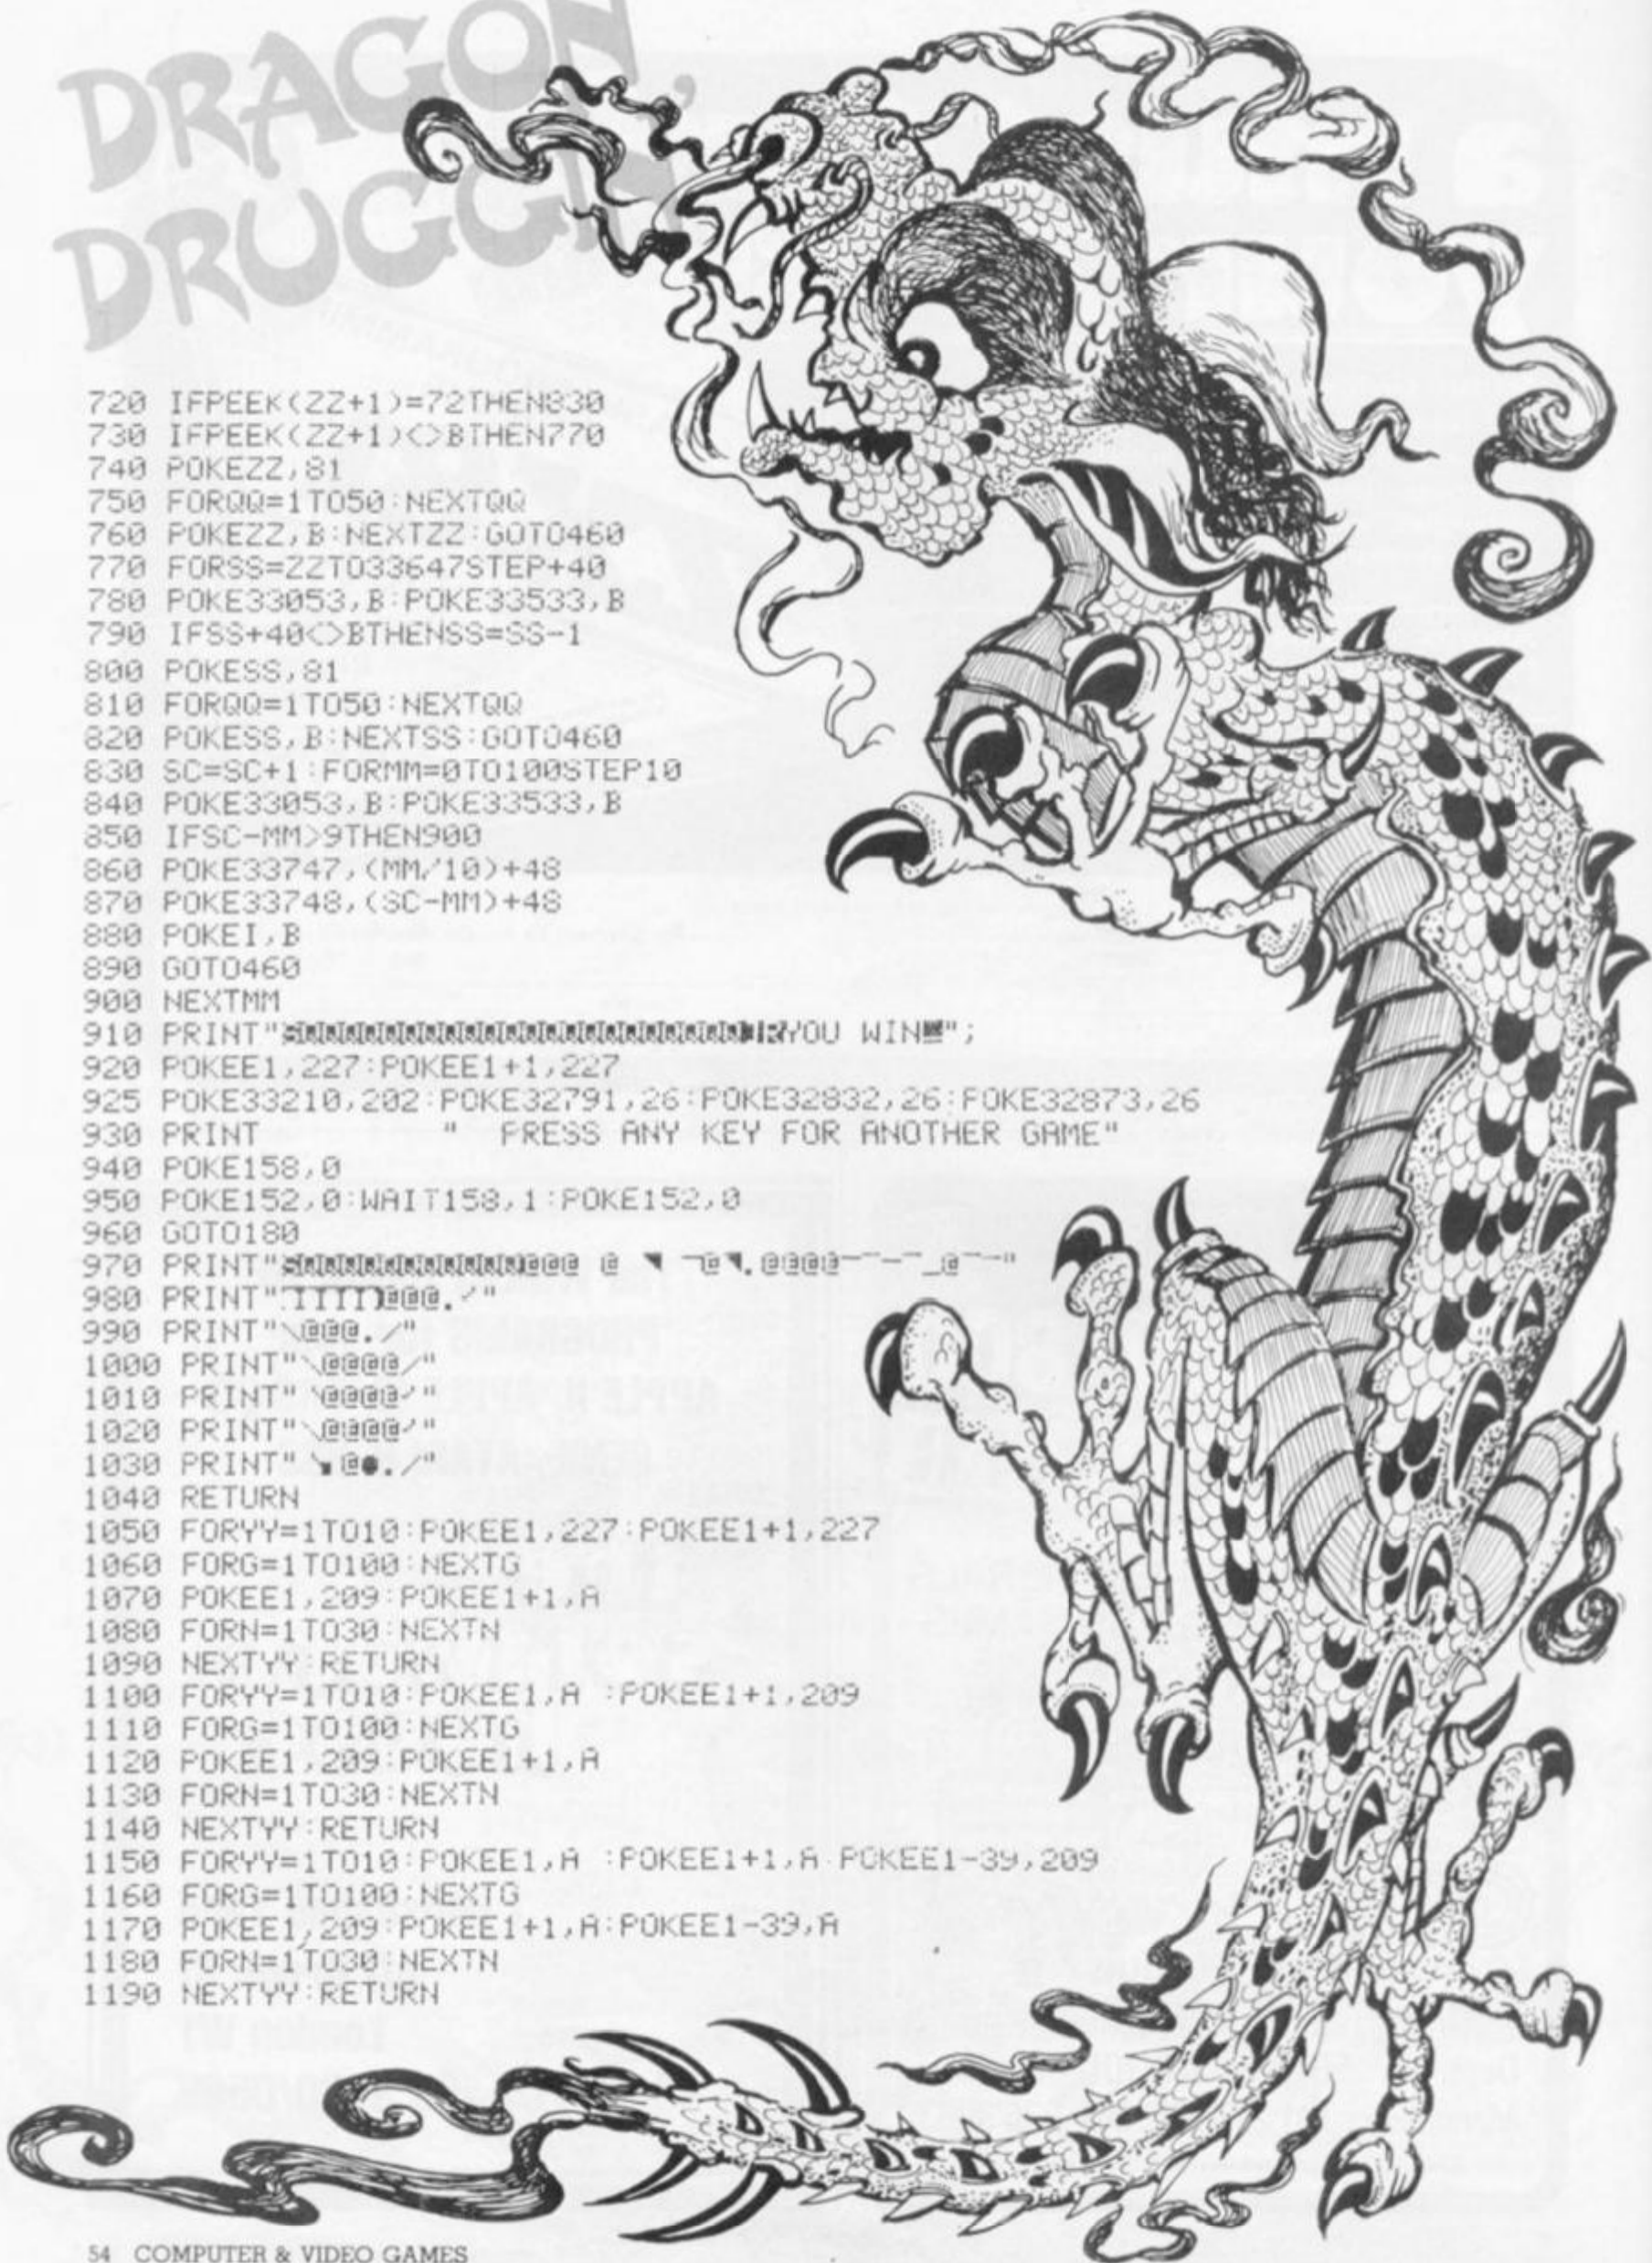 DRAGON,
DRUGGN
720 IFPEEK(ZZ+1)=72THEN830
730 IFPEEK(ZZ+1)<>BTHEN770
740 POKEZZ,81
750 FORQQ=1TO50:NEXTQQ
760 POKEZZ,B:NEXTZZ:GOTO460
770 FORSS=ZZTO33647STEP+40
780 POKE33053,B:POKE33533,B
790 IFSS+40<>BTHENSS=SS-1
800 POKESS,81
810 FORQQ=1TO50:NEXTQQ
820 POKESS,B:NEXTSS:GOTO460
830 SC=SC+1:FORMM=0TO100STEP10
840 POKE33053,B:POKE33533,B
850 IFSC-MM>9THEN900
860 POKE33747,(MM/10)+48
870 POKE33748,(SC-MM)+48
880 POKEI,B
890 GOTO460
900 NEXTMM
910 PRINT"YOU WIN";
920 POKEE1,227:POKEE1+1,227
925 POKE33210,202:POKE32791,26:POKE32832,26:POKE32873,26
930 PRINT " PRESS ANY KEY FOR ANOTHER GAME"
940 POKE158,0
950 POKE152,0:WAIT158,1:POKE152,0
960 GOTO180
970 PRINT"
980 PRINT"
990 PRINT"\@@@./"
1000 PRINT"\@@@@/"
1010 PRINT"\@@@@/"
1020 PRINT"\@@@@/"
1030 PRINT"
1040 RETURN
1050 FORYY=1TO10:POKEE1,227:POKEE1+1,227
1060 FORG=1TO100:NEXTG
1070 POKEE1,209:POKEE1+1,A
1080 FORN=1TO30:NEXTN
1090 NEXTYY:RETURN
1100 FORYY=1TO10:POKEE1,A :POKEE1+1,209
1110 FORG=1TO100:NEXTG
1120 POKEE1,209:POKEE1+1,A
1130 FORN=1TO30:NEXTN
1140 NEXTYY:RETURN
1150 FORYY=1TO10:POKEE1,A :POKEE1+1,A:POKEE1-39,209
1160 FORG=1TO100:NEXTG
1170 POKEE1,209:POKEE1+1,A:POKEE1-39,A
1180 FORN=1TO30:NEXTN
1190 NEXTYY:RETURN
54 COMPUTER & VIDEO GAMES